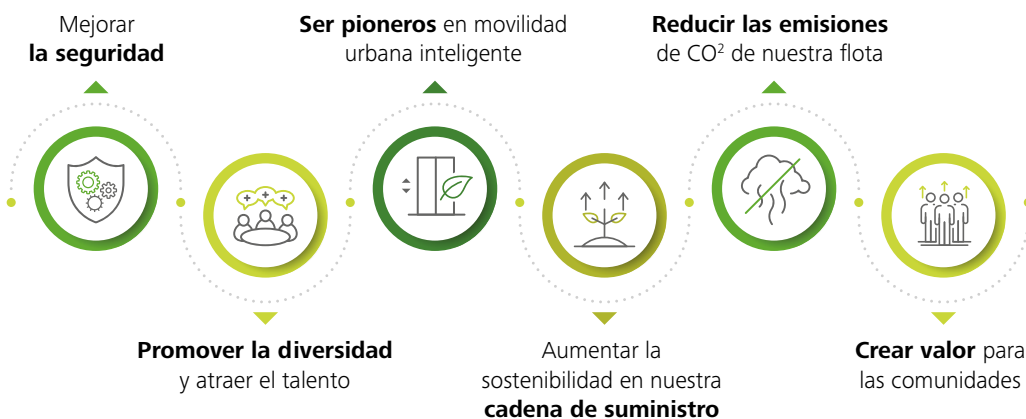 Mejorar
la seguridad
Promover la diversidad
y atraer el talento
Ser pioneros en movilidad
urbana inteligente
Aumentar la
sostenibilidad en nuestra
cadena de suministro
Reducir las emisiones
de CO² de nuestra flota
Crear valor para
las comunidades